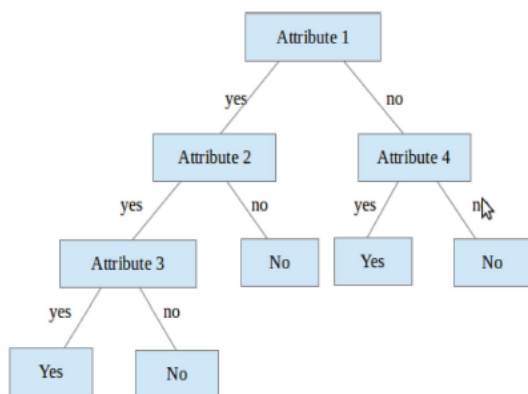 Attribute 1
yes
no
Attribute 2
Attribute 4
yes
no
yes
Attribute 3
No
Yes
No
yes
no
Yes
No